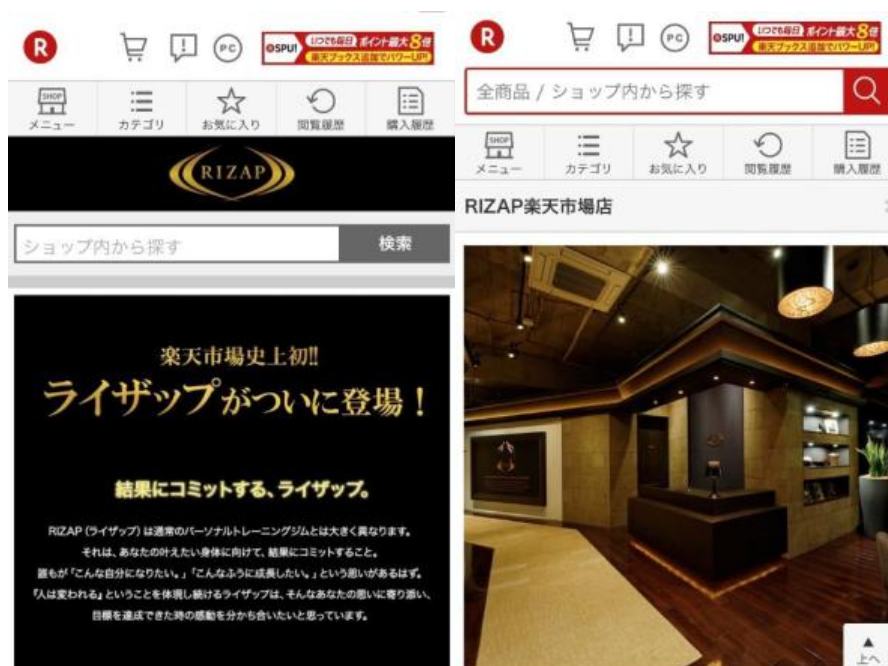 R
PC
SPU!
いつでも毎日 ポイント最大8倍
楽天ブックス追加でパワーUP!
SHOP
メニュー
カテゴリ
お気に入り
閲覧履歴
購入履歴
RIZAP
ショップ内から探す
検索
楽天市場史上初!!
ライザップがついに登場！
結果にコミットする、ライザップ。
RIZAP（ライザップ）は通常のパーソナルトレーニングジムとは大きく異なります。
それは、あなたの叶えたい身体に向けて、結果にコミットすること。
誰もが「こんな自分になりたい。」「こんなふうに成長したい。」という思いがあるはず。
『人は変われる』ということを体現し続けるライザップは、そんなあなたの思いに寄り添い、
目標を達成できた時の感動を分かち合いたいと思っています。
R
PC
SPU!
いつでも毎日 ポイント最大8倍
楽天ブックス追加でパワーUP!
全商品 / ショップ内から探す
SHOP
メニュー
カテゴリ
お気に入り
閲覧履歴
購入履歴
RIZAP楽天市場店
上へ